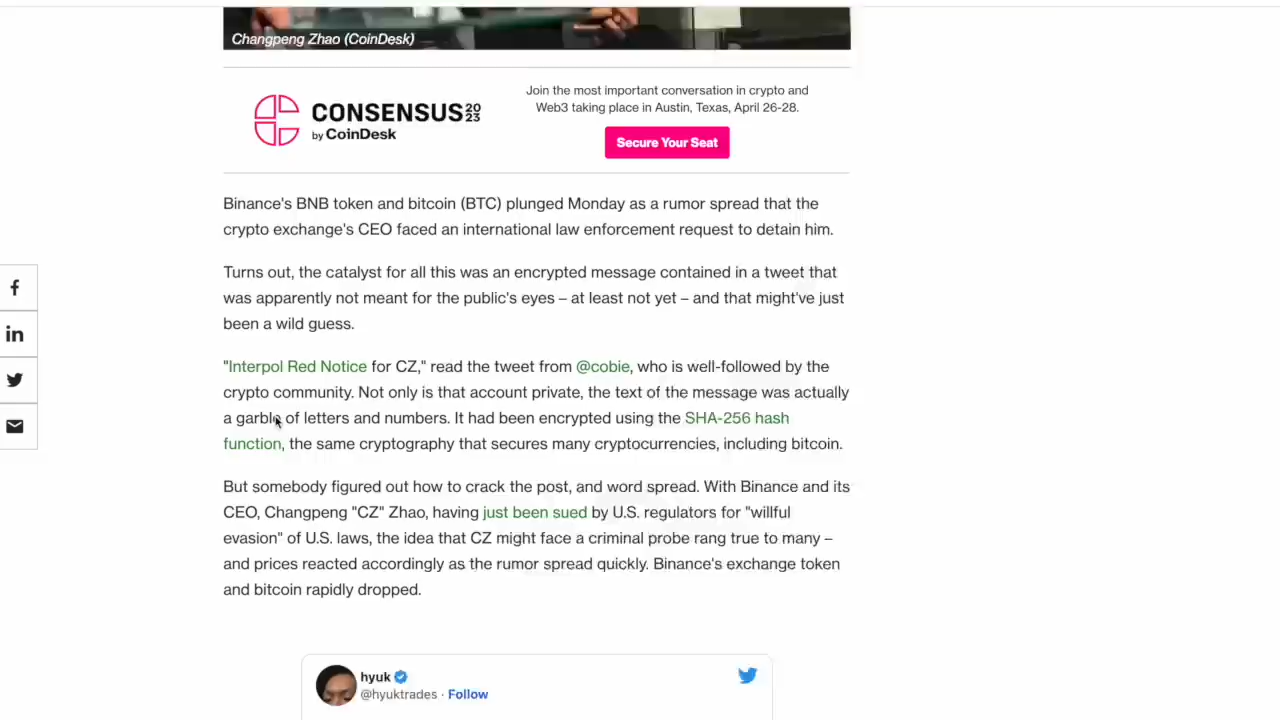 Changpeng Zhao (CoinDesk)
CONSENSUS 2023
by CoinDesk
Join the most important conversation in crypto and
Web3 taking place in Austin, Texas, April 26-28.
Secure Your Seat
Binance's BNB token and bitcoin (BTC) plunged Monday as a rumor spread that the
crypto exchange's CEO faced an international law enforcement request to detain him.
Turns out, the catalyst for all this was an encrypted message contained in a tweet that
was apparently not meant for the public's eyes – at least not yet – and that might've just
been a wild guess.
"Interpol Red Notice for CZ," read the tweet from @cobie, who is well-followed by the
crypto community. Not only is that account private, the text of the message was actually
a garble of letters and numbers. It had been encrypted using the SHA-256 hash
function, the same cryptography that secures many cryptocurrencies, including bitcoin.
But somebody figured out how to crack the post, and word spread. With Binance and its
CEO, Changpeng "CZ" Zhao, having just been sued by U.S. regulators for "willful
evasion" of U.S. laws, the idea that CZ might face a criminal probe rang true to many –
and prices reacted accordingly as the rumor spread quickly. Binance's exchange token
and bitcoin rapidly dropped.
hyuk
@hyuktrades · Follow